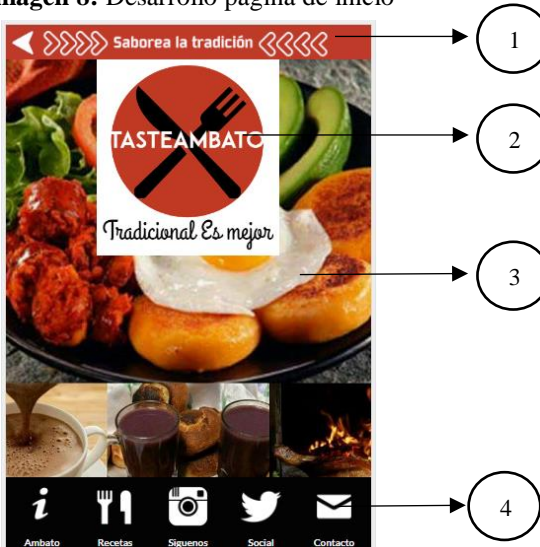 Imagen 8: Desarrollo página de inicio
Saborea la tradición
1
TASTEAMBATO
2
Tradicional Es mejor
3
4
Ambato
Recetas
Siguenos
Social
Contacto